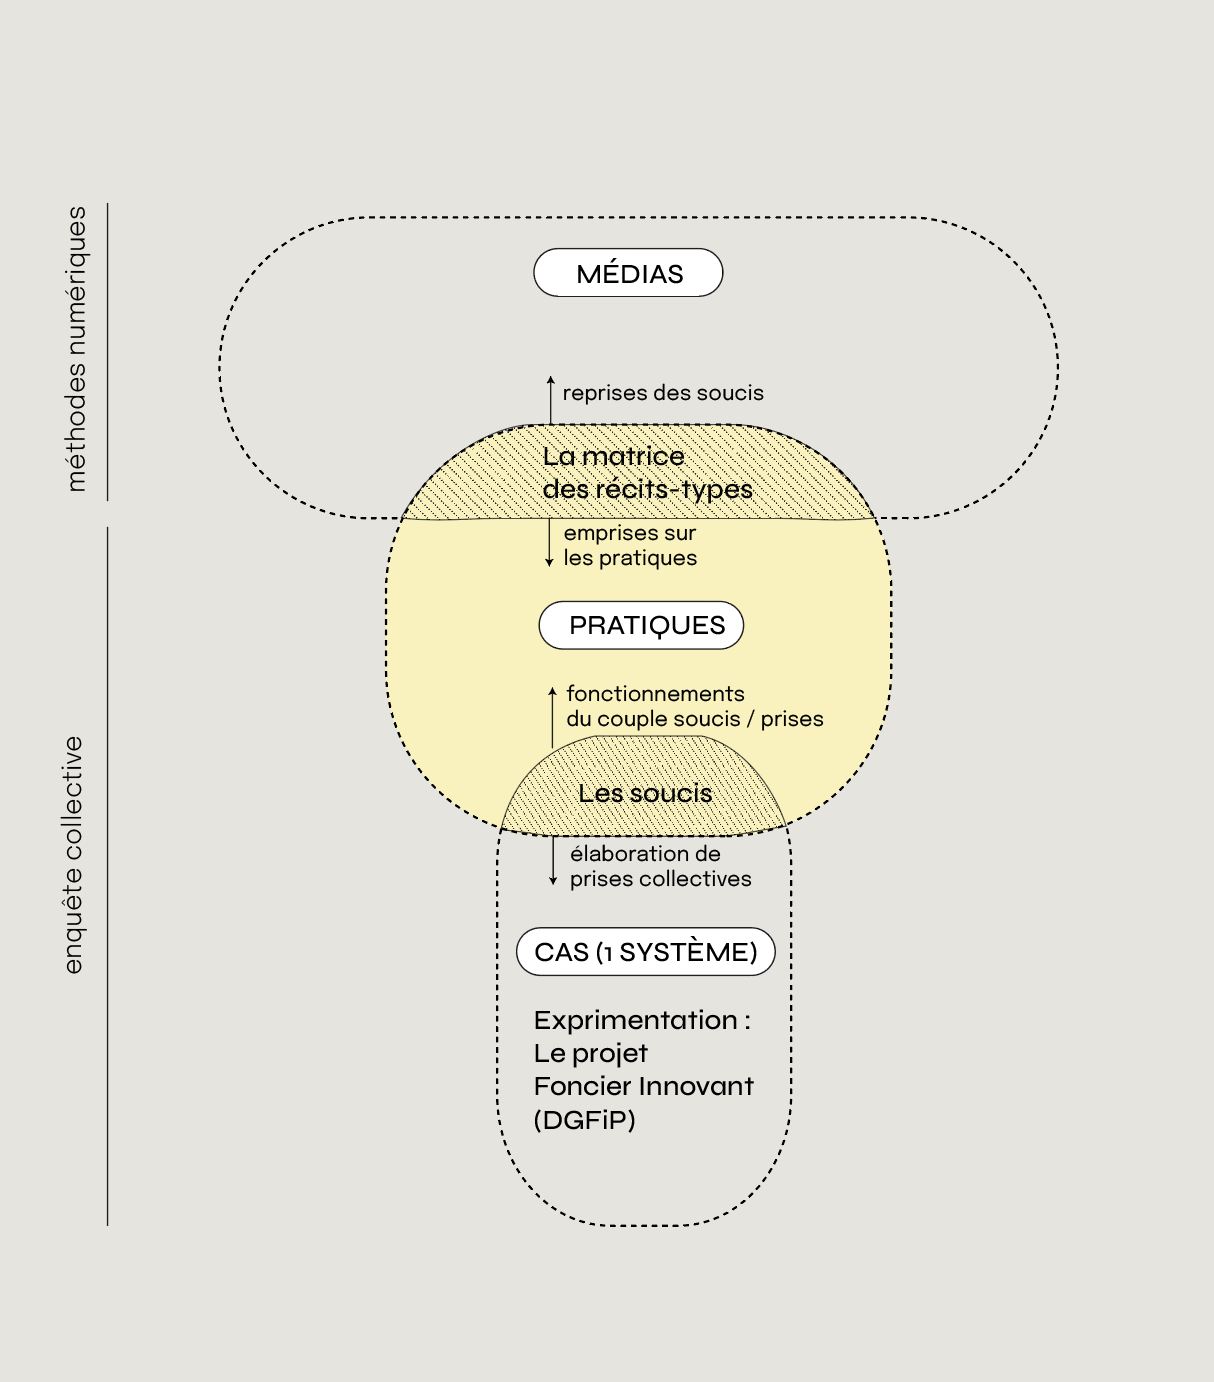 méthodes numériques
MÉDIAS
reprises des soucis
La matrice
des récits-types
emprises sur
les pratiques
PRATIQUES
fonctionnements
du couple soucis / prises
enquête collective
Les soucis
élaboration de
prises collectives
CAS (1 SYSTÈME)
Exprimentation :
Le projet
Foncier Innovant
(DGFiP)